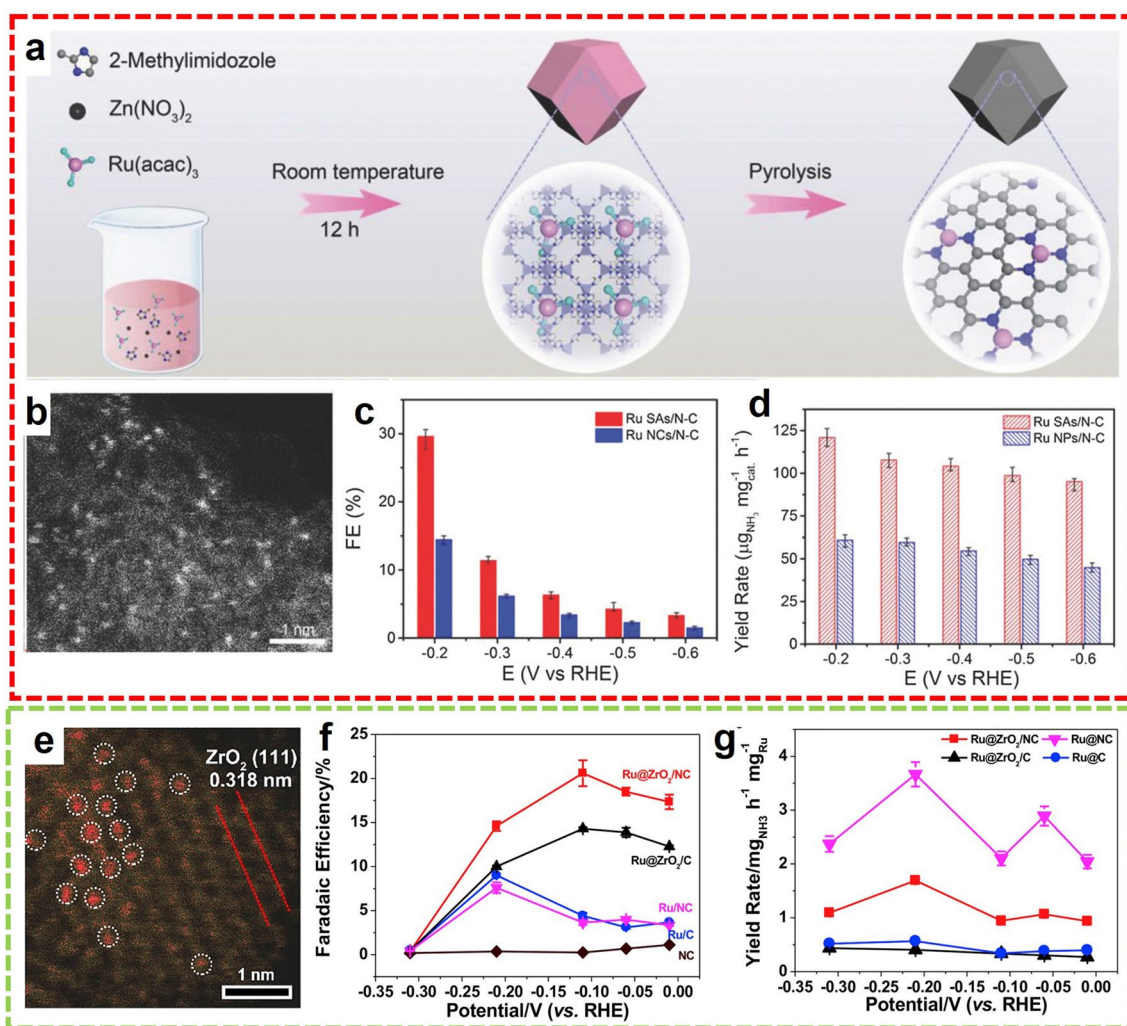 a
2-Methylimidozole
Zn(NO₃)₂
Ru(acac)₃
Room temperature
12 h
Pyrolysis
b
1 nm
c
Ru SAs/N-C
Ru NCs/N-C
FE (%)
30
20
10
0
-0.2 -0.3 -0.4 -0.5 -0.6
E (V vs RHE)
d
Ru SAs/N-C
Ru NPs/N-C
Yield Rate (μg_NH₃ mg⁻¹_cat. h⁻¹)
125
100
75
50
25
0
-0.2 -0.3 -0.4 -0.5 -0.6
E (V vs RHE)
e
ZrO₂ (111)
0.318 nm
1 nm
f
Faradaic Efficiency/%
25
20
15
10
5
0
Ru@ZrO₂/NC
Ru@ZrO₂/C
Ru/NC
Ru/C
NC
-0.35 -0.30 -0.25 -0.20 -0.15 -0.10 -0.05 0.00
Potential/V (vs. RHE)
g
Ru@ZrO₂/NC Ru@NC
Ru@ZrO₂/C Ru@C
Yield Rate/mg_NH3 h⁻¹ mg⁻¹_Ru
4
3
2
1
0
-0.35 -0.30 -0.25 -0.20 -0.15 -0.10 -0.05 0.00
Potential/V (vs. RHE)